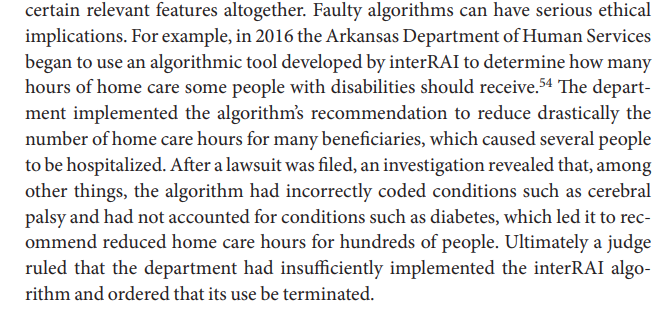 certain relevant features altogether. Faulty algorithms can have serious ethical
implications. For example, in 2016 the Arkansas Department of Human Services
began to use an algorithmic tool developed by interRAI to determine how many
hours of home care some people with disabilities should receive.54 The depart-
ment implemented the algorithm’s recommendation to reduce drastically the
number of home care hours for many beneficiaries, which caused several people
to be hospitalized. After a lawsuit was filed, an investigation revealed that, among
other things, the algorithm had incorrectly coded conditions such as cerebral
palsy and had not accounted for conditions such as diabetes, which led it to rec-
ommend reduced home care hours for hundreds of people. Ultimately a judge
ruled that the department had insufficiently implemented the interRAI algo-
rithm and ordered that its use be terminated.